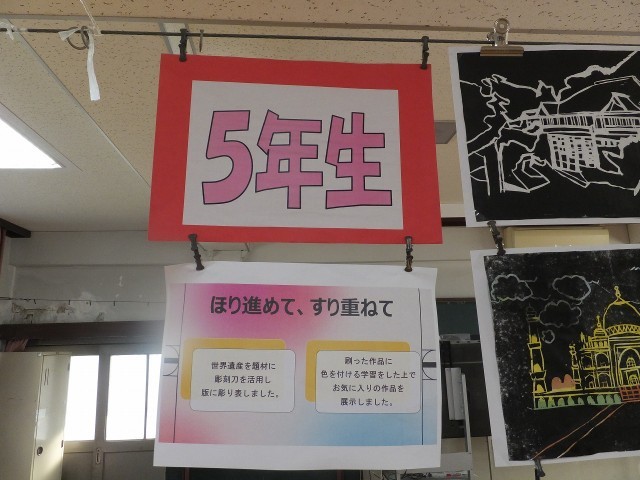 5年生
ほり進めて、すり重ねて
世界遺産を題材に
彫刻刀を活用し
版に彫り表しました。
刷った作品に
色を付ける学習をした上で
お気に入りの作品を
展示しました。